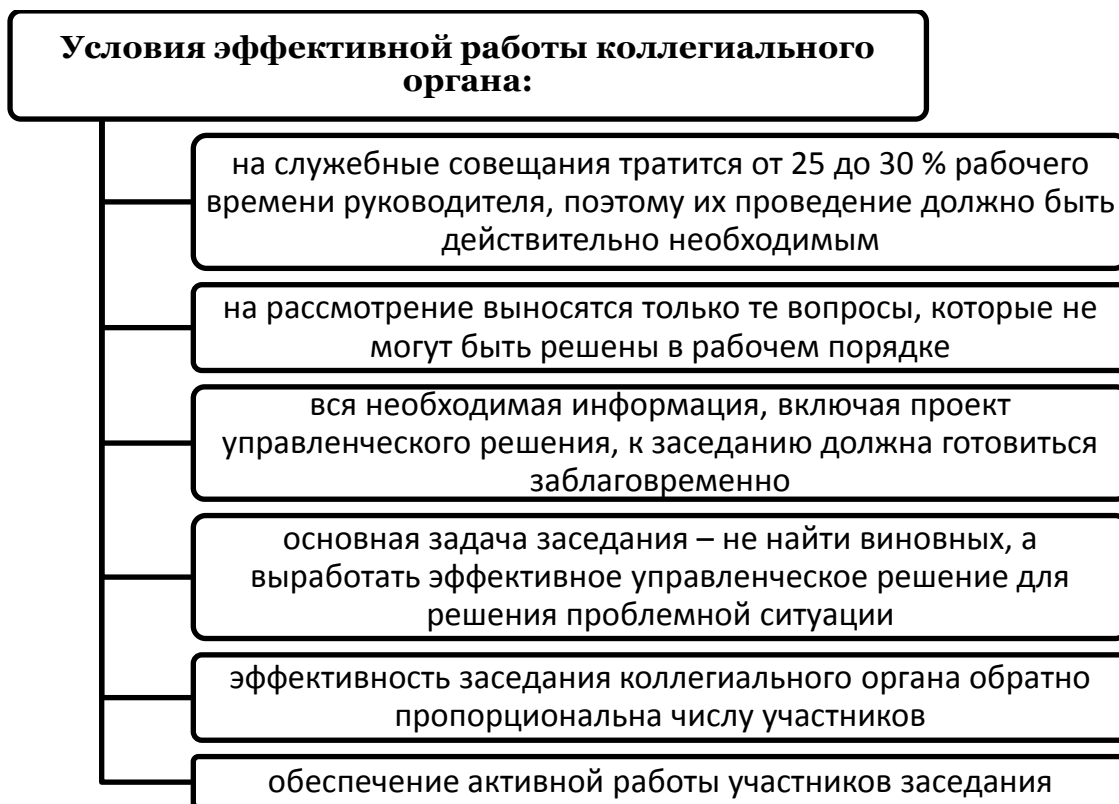 Условия эффективной работы коллегиального
органа:
на служебные совещания тратится от 25 до 30 % рабочего
времени руководителя, поэтому их проведение должно быть
действительно необходимым
на рассмотрение выносятся только те вопросы, которые не
могут быть решены в рабочем порядке
вся необходимая информация, включая проект
управленческого решения, к заседанию должна готовиться
заблаговременно
основная задача заседания – не найти виновных, а
выработать эффективное управленческое решение для
решения проблемной ситуации
эффективность заседания коллегиального органа обратно
пропорциональна числу участников
обеспечение активной работы участников заседания